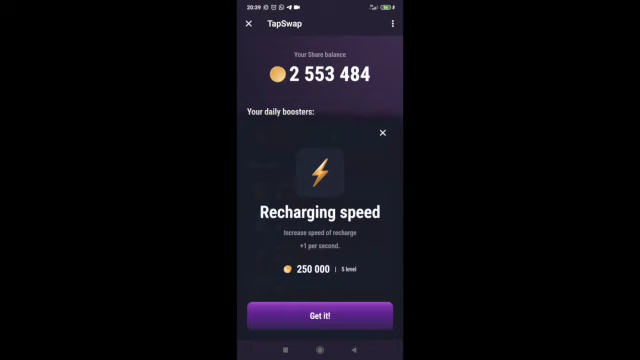 20:39
TapSwap
Your Share balance
2 553 484
Your daily boosters:
Recharging speed
Increase speed of recharge
+1 per second.
250 000 | 5 level
Get it!